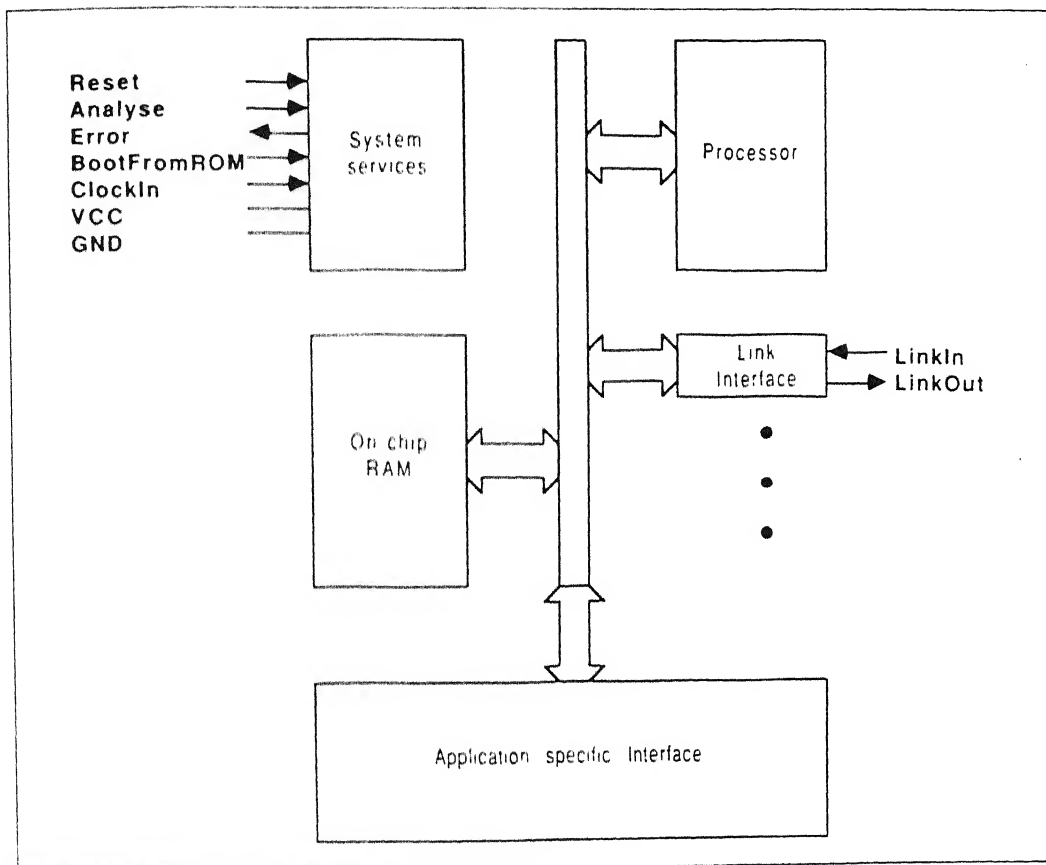 Reset
Analyse
Error
BootFromROM
ClockIn
VCC
GND
System
services
Processor
Link
Interface
LinkIn
LinkOut
On chip
RAM
Application specific Interface